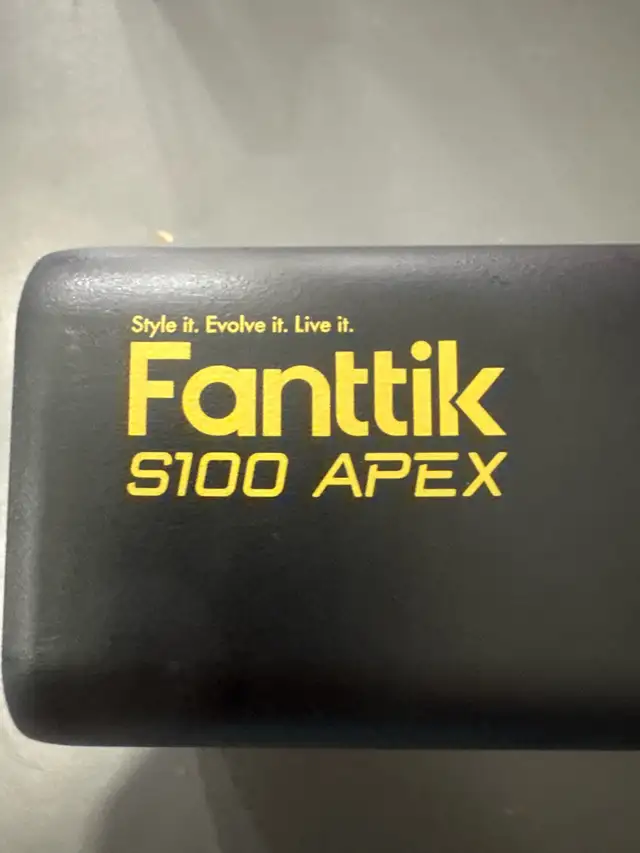 Style it. Evolve it. Live it.
Fanttik
S100 APEX